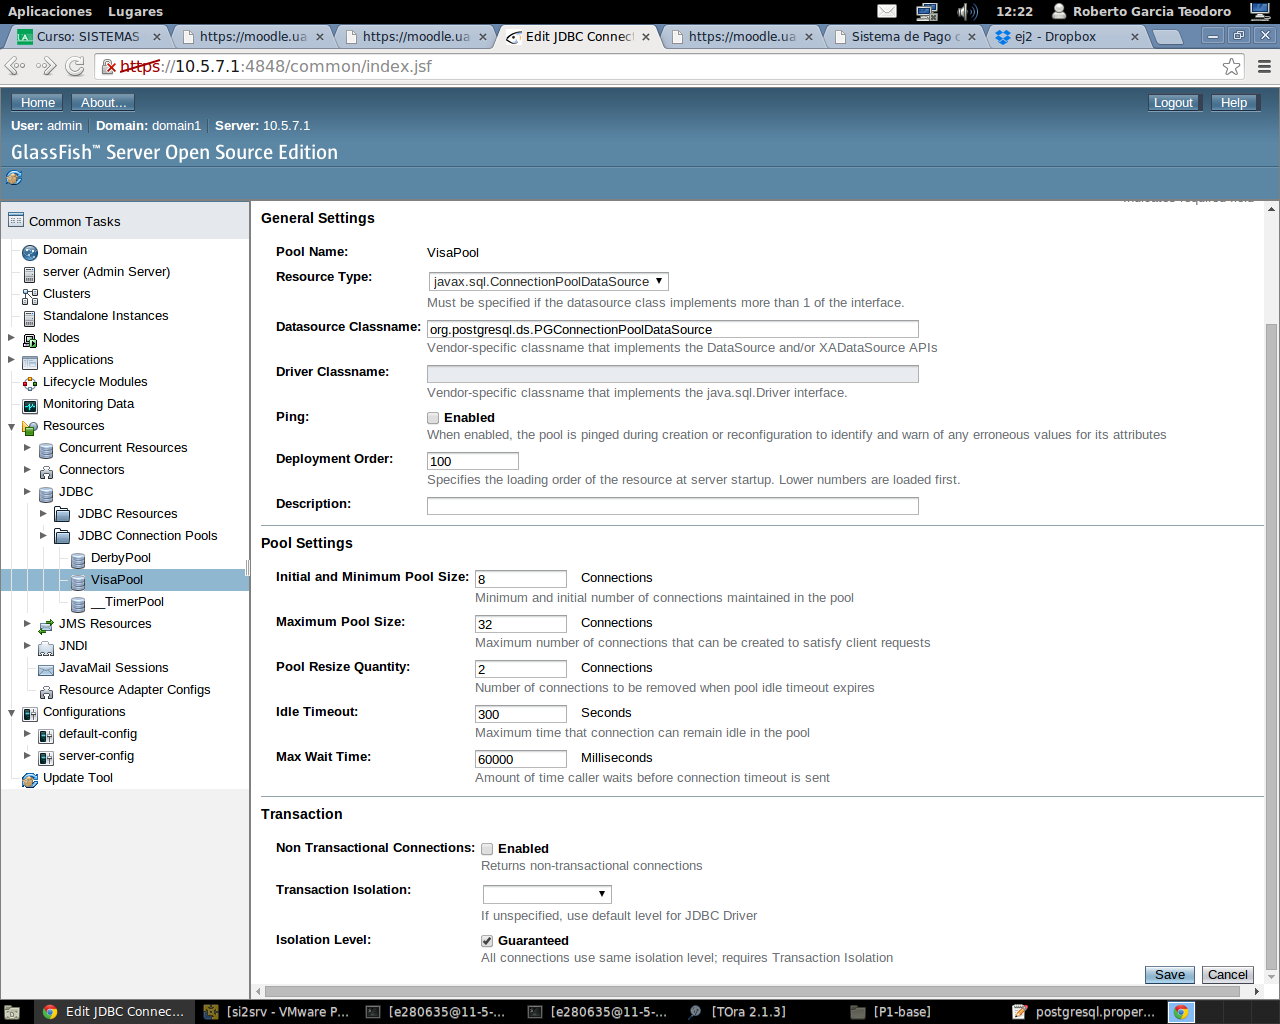 Aplicaciones Lugares 12:22 Roberto Garcia Teodoro
Curso: SISTEMAS https://moodle.ua https://moodle.ua Edit JDBC Connec https://moodle.ua Sistema de Pago ej2 - Dropbox
https://10.5.7.1:4848/common/index.jsf
Home About... Logout Help
User: admin Domain: domain1 Server: 10.5.7.1
GlassFish™ Server Open Source Edition
Common Tasks
Domain
server (Admin Server)
Clusters
Standalone Instances
Nodes
Applications
Lifecycle Modules
Monitoring Data
Resources
Concurrent Resources
Connectors
JDBC
JDBC Resources
JDBC Connection Pools
DerbyPool
VisaPool
__TimerPool
JMS Resources
JNDI
JavaMail Sessions
Resource Adapter Configs
Configurations
default-config
server-config
Update Tool
General Settings
Pool Name: VisaPool
Resource Type: javax.sql.ConnectionPoolDataSource
Must be specified if the datasource class implements more than 1 of the interface.
Datasource Classname: org.postgresql.ds.PGConnectionPoolDataSource
Vendor-specific classname that implements the DataSource and/or XADataSource APIs
Driver Classname:
Vendor-specific classname that implements the java.sql.Driver interface.
Ping: Enabled
When enabled, the pool is pinged during creation or reconfiguration to identify and warn of any erroneous values for its attributes
Deployment Order: 100
Specifies the loading order of the resource at server startup. Lower numbers are loaded first.
Description:
Pool Settings
Initial and Minimum Pool Size: 8 Connections
Minimum and initial number of connections maintained in the pool
Maximum Pool Size: 32 Connections
Maximum number of connections that can be created to satisfy client requests
Pool Resize Quantity: 2 Connections
Number of connections to be removed when pool idle timeout expires
Idle Timeout: 300 Seconds
Maximum time that connection can remain idle in the pool
Max Wait Time: 60000 Milliseconds
Amount of time caller waits before connection timeout is sent
Transaction
Non Transactional Connections: Enabled
Returns non-transactional connections
Transaction Isolation:
If unspecified, use default level for JDBC Driver
Isolation Level: Guaranteed
All connections use same isolation level; requires Transaction Isolation
Save Cancel
Edit JDBC Connec... [si2srv - VMware P... [e280635@11-5-... [e280635@11-5-... [TOra 2.1.3] [P1-base] postgresql.proper...